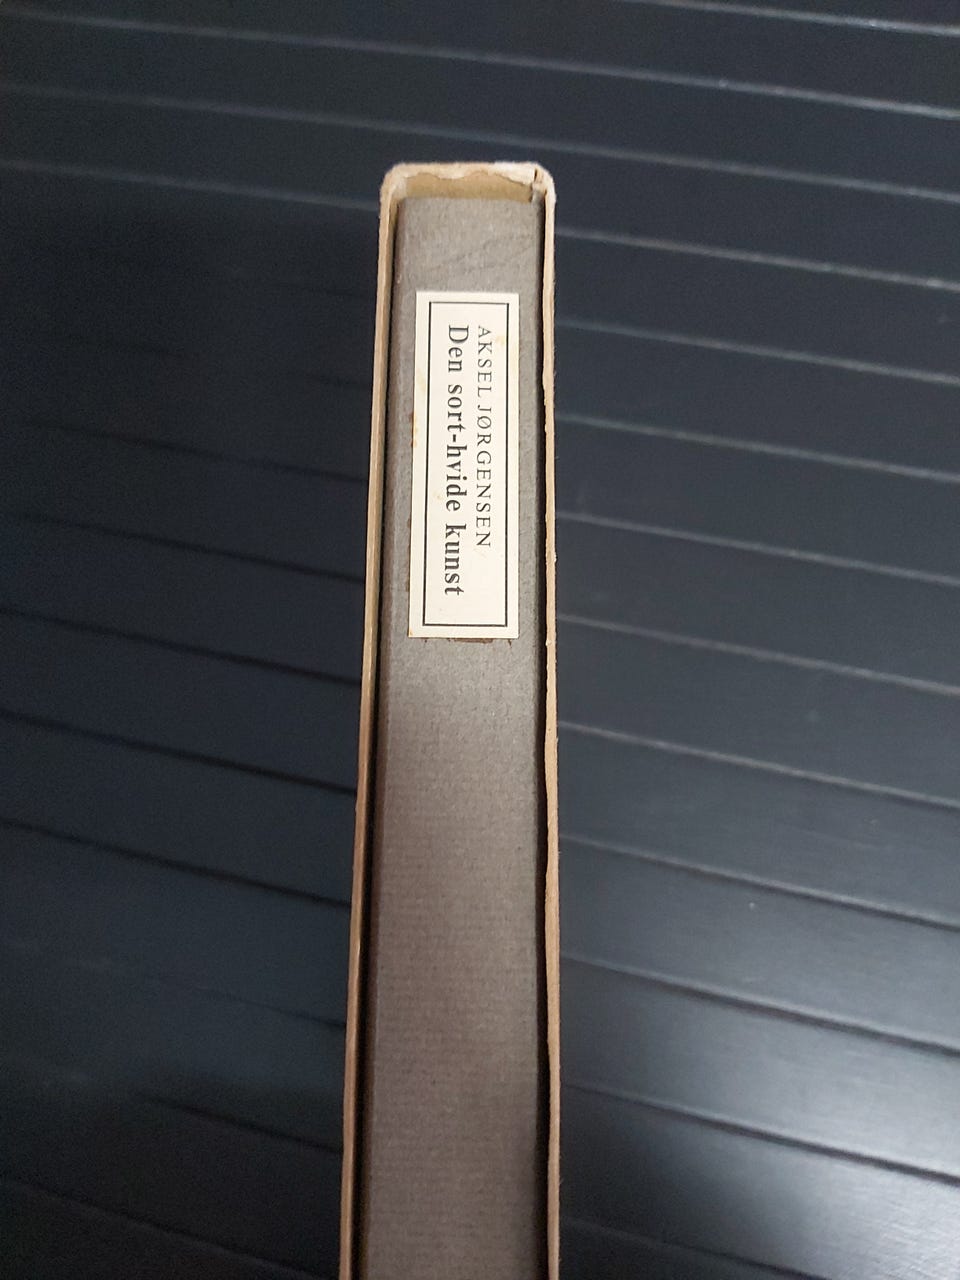 AKSEL JØRGENSEN
Den sort-hvide kunst